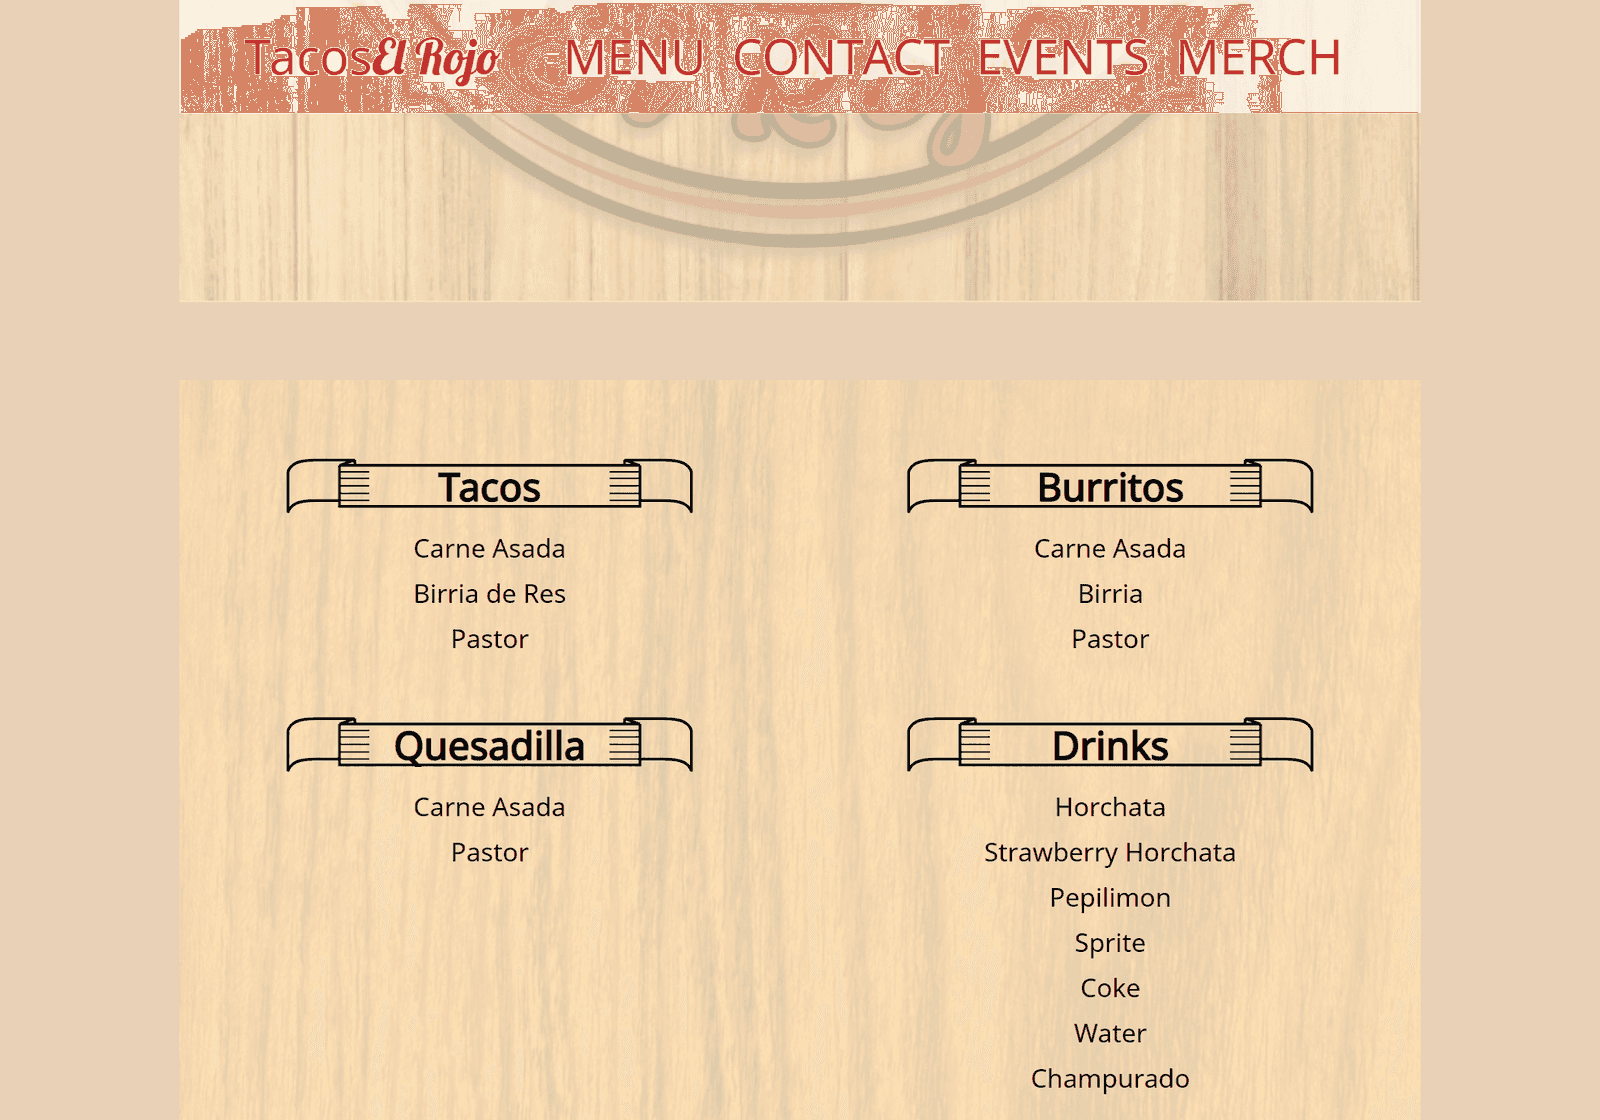 TacosEl Rojo MENU CONTACT EVENTS MERCH
Tacos
Carne Asada
Birria de Res
Pastor
Burritos
Carne Asada
Birria
Pastor
Quesadilla
Carne Asada
Pastor
Drinks
Horchata
Strawberry Horchata
Pepilimon
Sprite
Coke
Water
Champurado